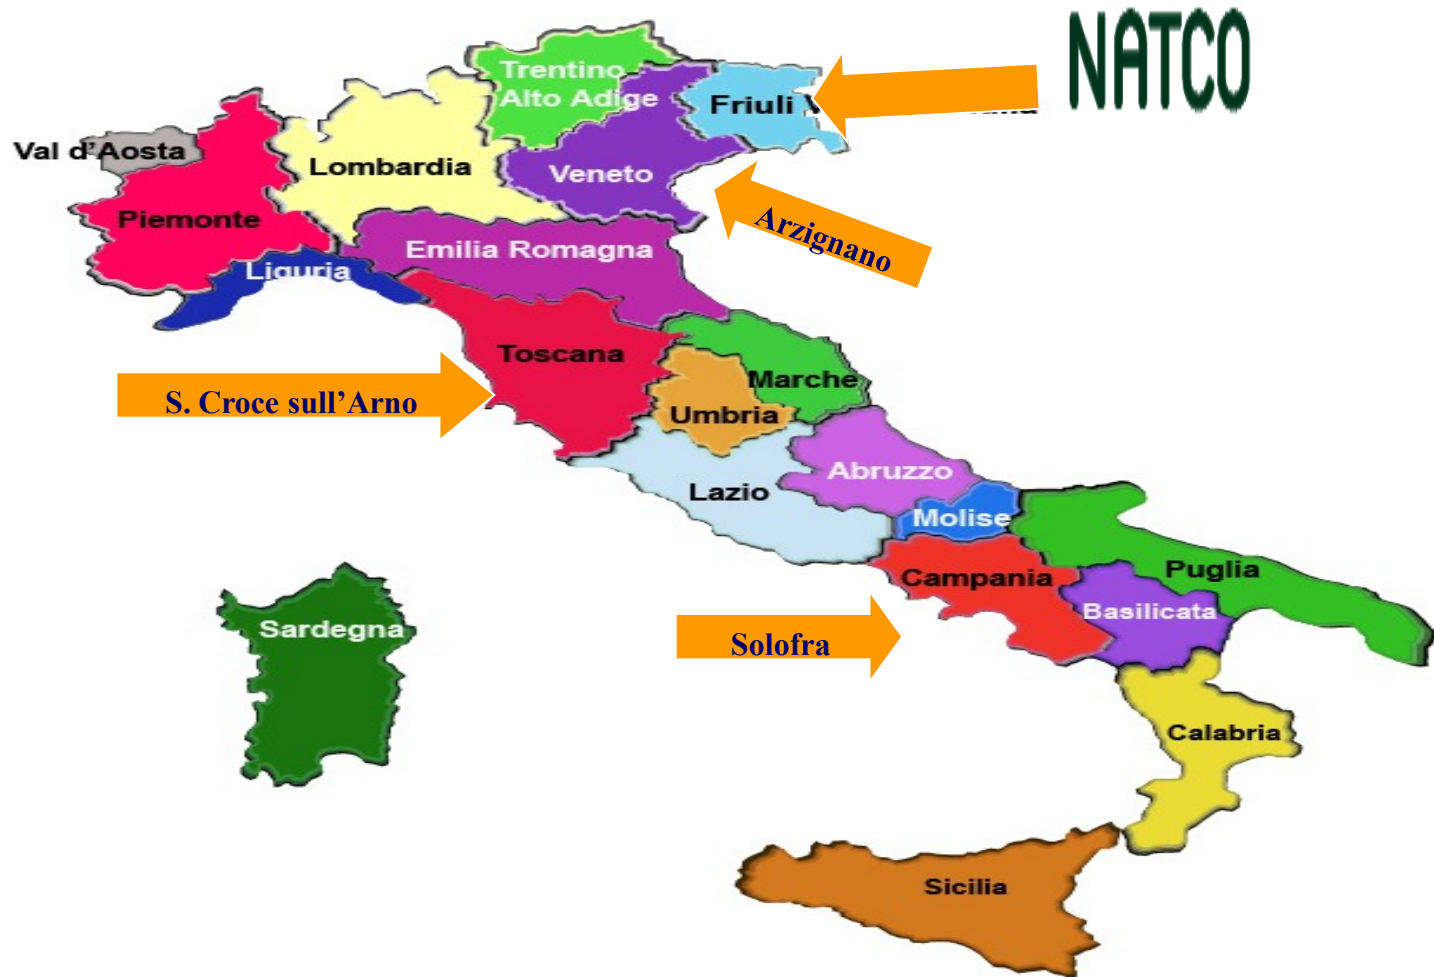 NATCO
Trentino
Alto Adige
Friuli V
Val d'Aosta
Lombardia
Veneto
Piemonte
Arzignano
Emilia Romagna
Liguria
Toscana
Marche
S. Croce sull'Arno
Umbria
Abruzzo
Lazio
Molise
Puglia
Campania
Basilicata
Sardegna
Solofra
Calabria
Sicilia